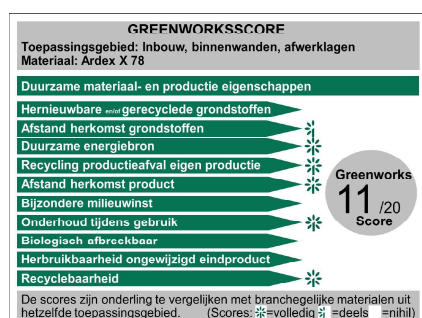 GREENWORKSSCORE
Toepassingsgebied: Inbouw, binnenwanden, afwerklagen
Materiaal: Ardex X 78
Duurzame materiaal- en productie eigenschappen
Hernieuwbare en/of gerecyclede grondstoffen
Afstand herkomst grondstoffen
Duurzame energiebron
Recycling productieafval eigen productie
Afstand herkomst product
Bijzondere milieuwinst
Onderhoud tijdens gebruik
Biologisch afbreekbaar
Herbruikbaarheid ongewijzigd eindproduct
Recyclebaarheid
Greenworks
11 /20
Score
De scores zijn onderling te vergelijken met branchegelijke materialen uit
hetzelfde toepassingsgebied. (Scores: =volledig =deels =nihil)